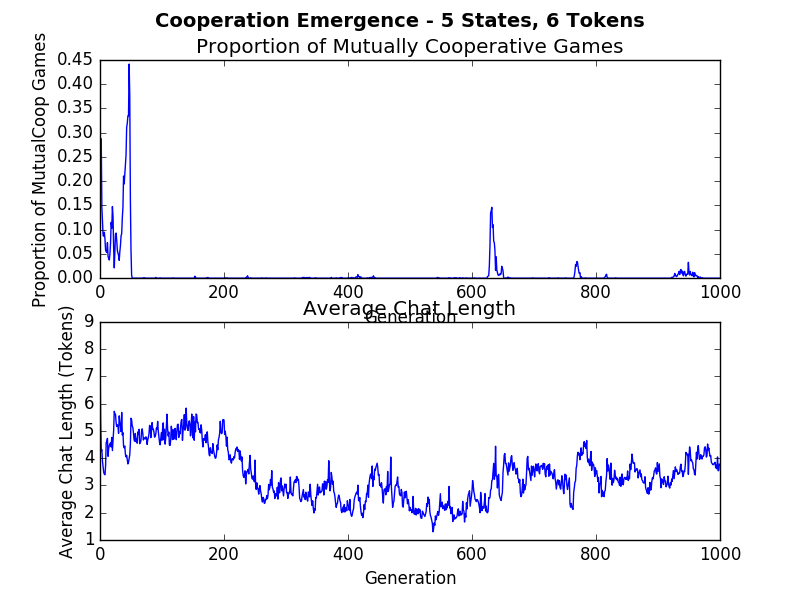 Cooperation Emergence - 5 States, 6 Tokens
Proportion of Mutually Cooperative Games
Proportion of MutualCoop Games
0.45
0.40
0.35
0.30
0.25
0.20
0.15
0.10
0.05
0.00
0 200 400 600 800 1000
Generation
Average Chat Length
Average Chat Length (Tokens)
9
8
7
6
5
4
3
2
1
0 200 400 600 800 1000
Generation